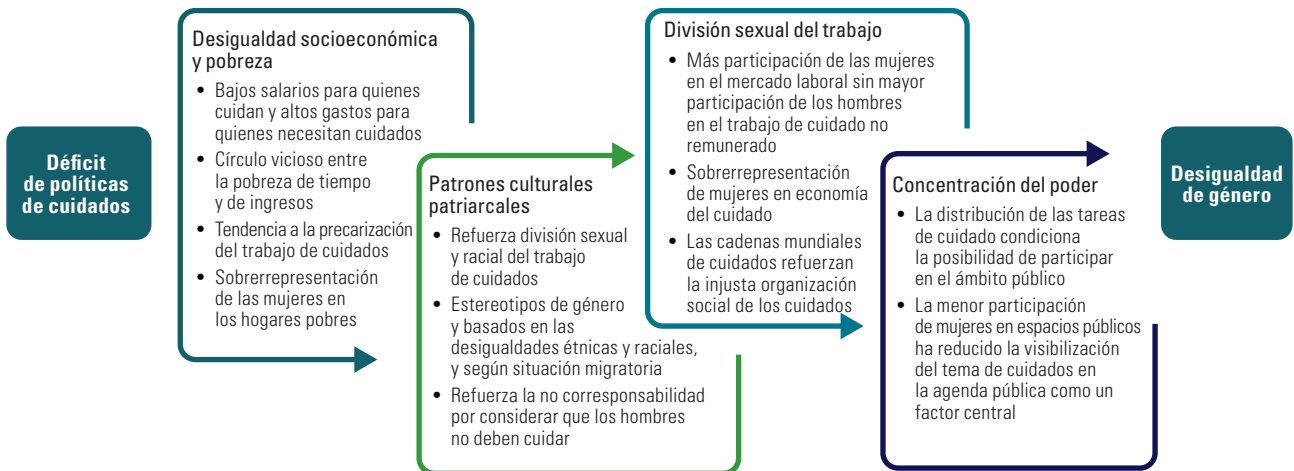 Déficit
de políticas
de cuidados
Desigualdad socioeconómica
y pobreza
• Bajos salarios para quienes
cuidan y altos gastos para
quienes necesitan cuidados
• Círculo vicioso entre
la pobreza de tiempo
y de ingresos
• Tendencia a la precarización
del trabajo de cuidados
• Sobrerrepresentación
de las mujeres en
los hogares pobres
Patrones culturales
patriarcales
• Refuerza división sexual
y racial del trabajo
de cuidados
• Estereotipos de género
y basados en las
desigualdades étnicas y raciales,
y según situación migratoria
• Refuerza la no corresponsabilidad
por considerar que los hombres
no deben cuidar
División sexual del trabajo
• Más participación de las mujeres
en el mercado laboral sin mayor
participación de los hombres
en el trabajo de cuidado no
remunerado
• Sobrerrepresentación
de mujeres en economía
del cuidado
• Las cadenas mundiales
de cuidados refuerzan
la injusta organización
social de los cuidados
Concentración del poder
• La distribución de las tareas
de cuidado condiciona
la posibilidad de participar
en el ámbito público
• La menor participación
de mujeres en espacios públicos
ha reducido la visibilización
del tema de cuidados en
la agenda pública como un
factor central
Desigualdad
de género